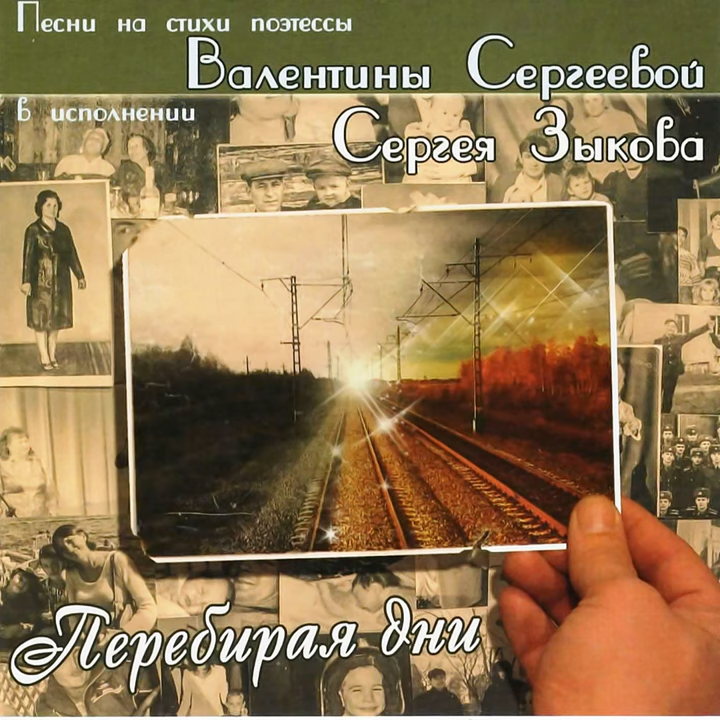 Песни на стихи поэтессы
Валентины Сергеевой
в исполнении
Сергея Зыкова
Перебирая дни